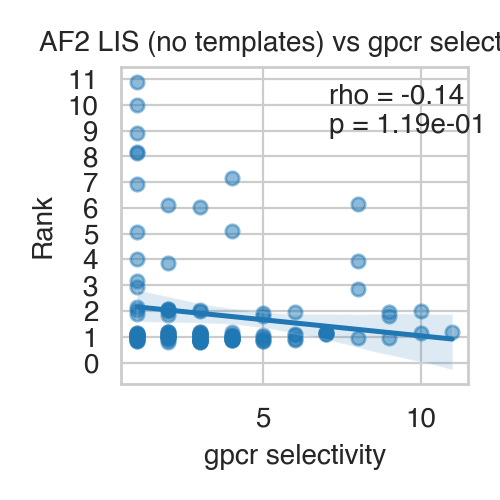 AF2 LIS (no templates) vs gpcr select
rho = -0.14
p = 1.19e-01
11
10
9
8
7
6
5
4
3
2
1
0
Rank
5
10
gpcr selectivity